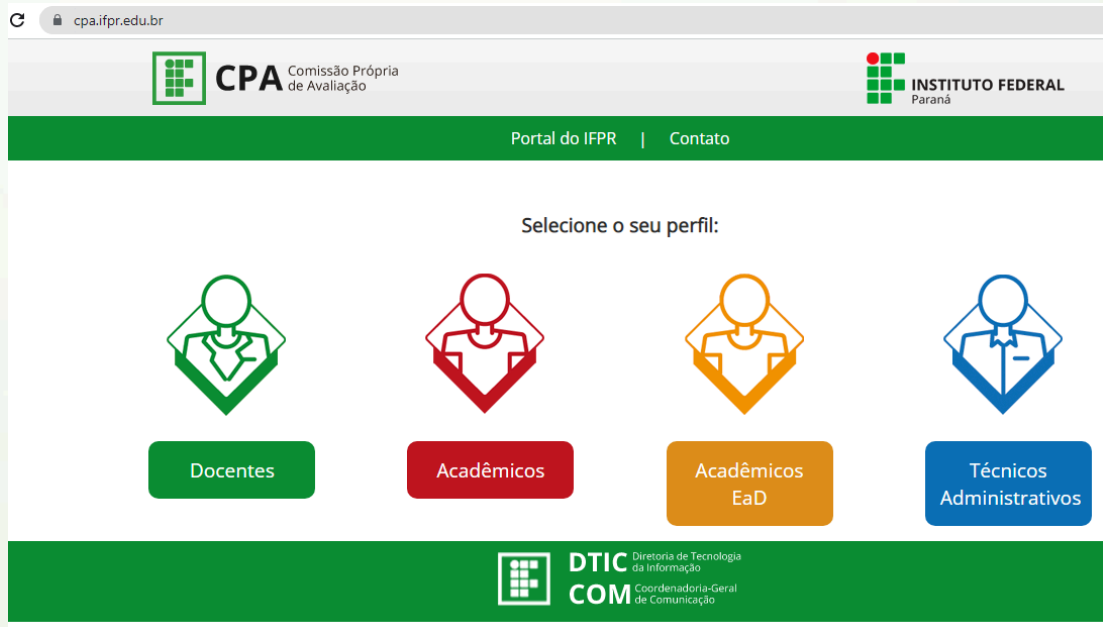 cpa.ifpr.edu.br
CPA Comissão Própria
de Avaliação
INSTITUTO FEDERAL
Paraná
Portal do IFPR | Contato
Selecione o seu perfil:
Docentes
Acadêmicos
Acadêmicos
EaD
Técnicos
Administrativos
DTIC Diretoria de Tecnologia
da Informação
COM Coordenadoria-Geral
de Comunicação